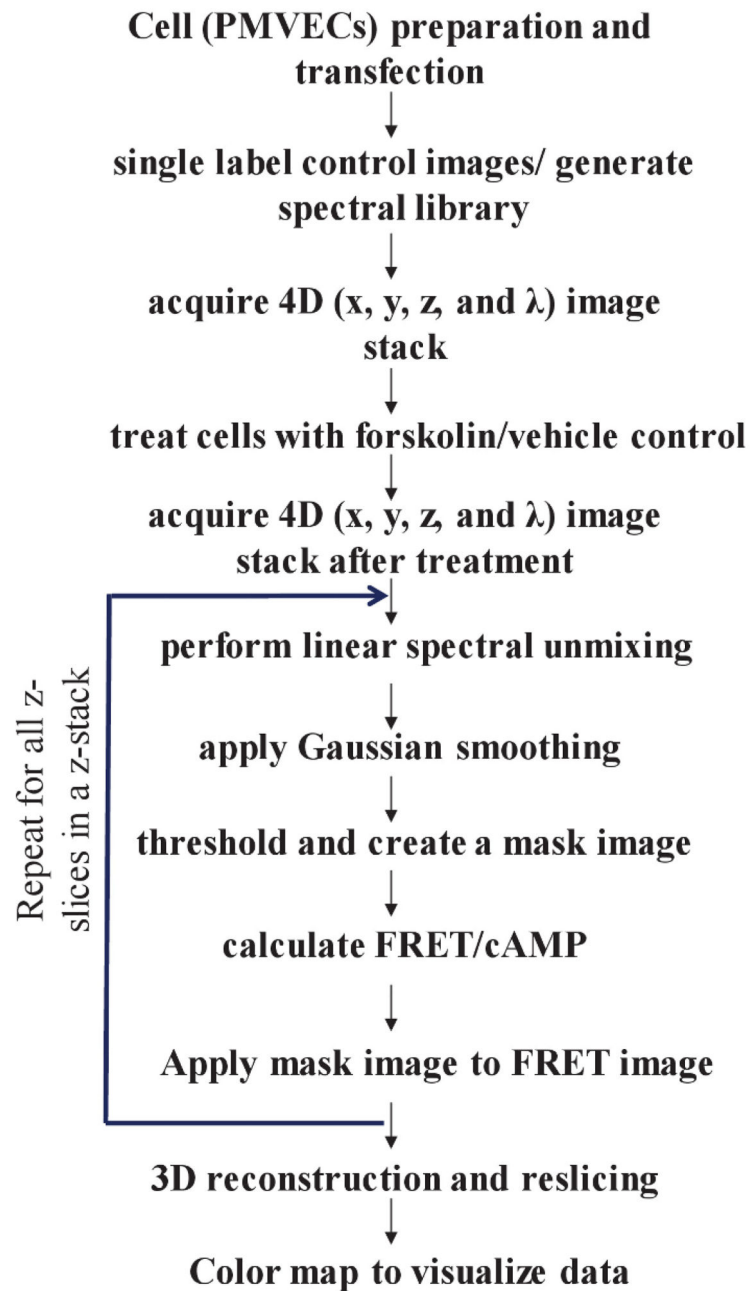 Cell (PMVECs) preparation and
transfection
single label control images/ generate
spectral library
acquire 4D (x, y, z, and λ) image
stack
treat cells with forskolin/vehicle control
acquire 4D (x, y, z, and λ) image
stack after treatment
perform linear spectral unmixing
apply Gaussian smoothing
threshold and create a mask image
calculate FRET/cAMP
Apply mask image to FRET image
Repeat for all z-
slices in a z-stack
3D reconstruction and reslicing
Color map to visualize data